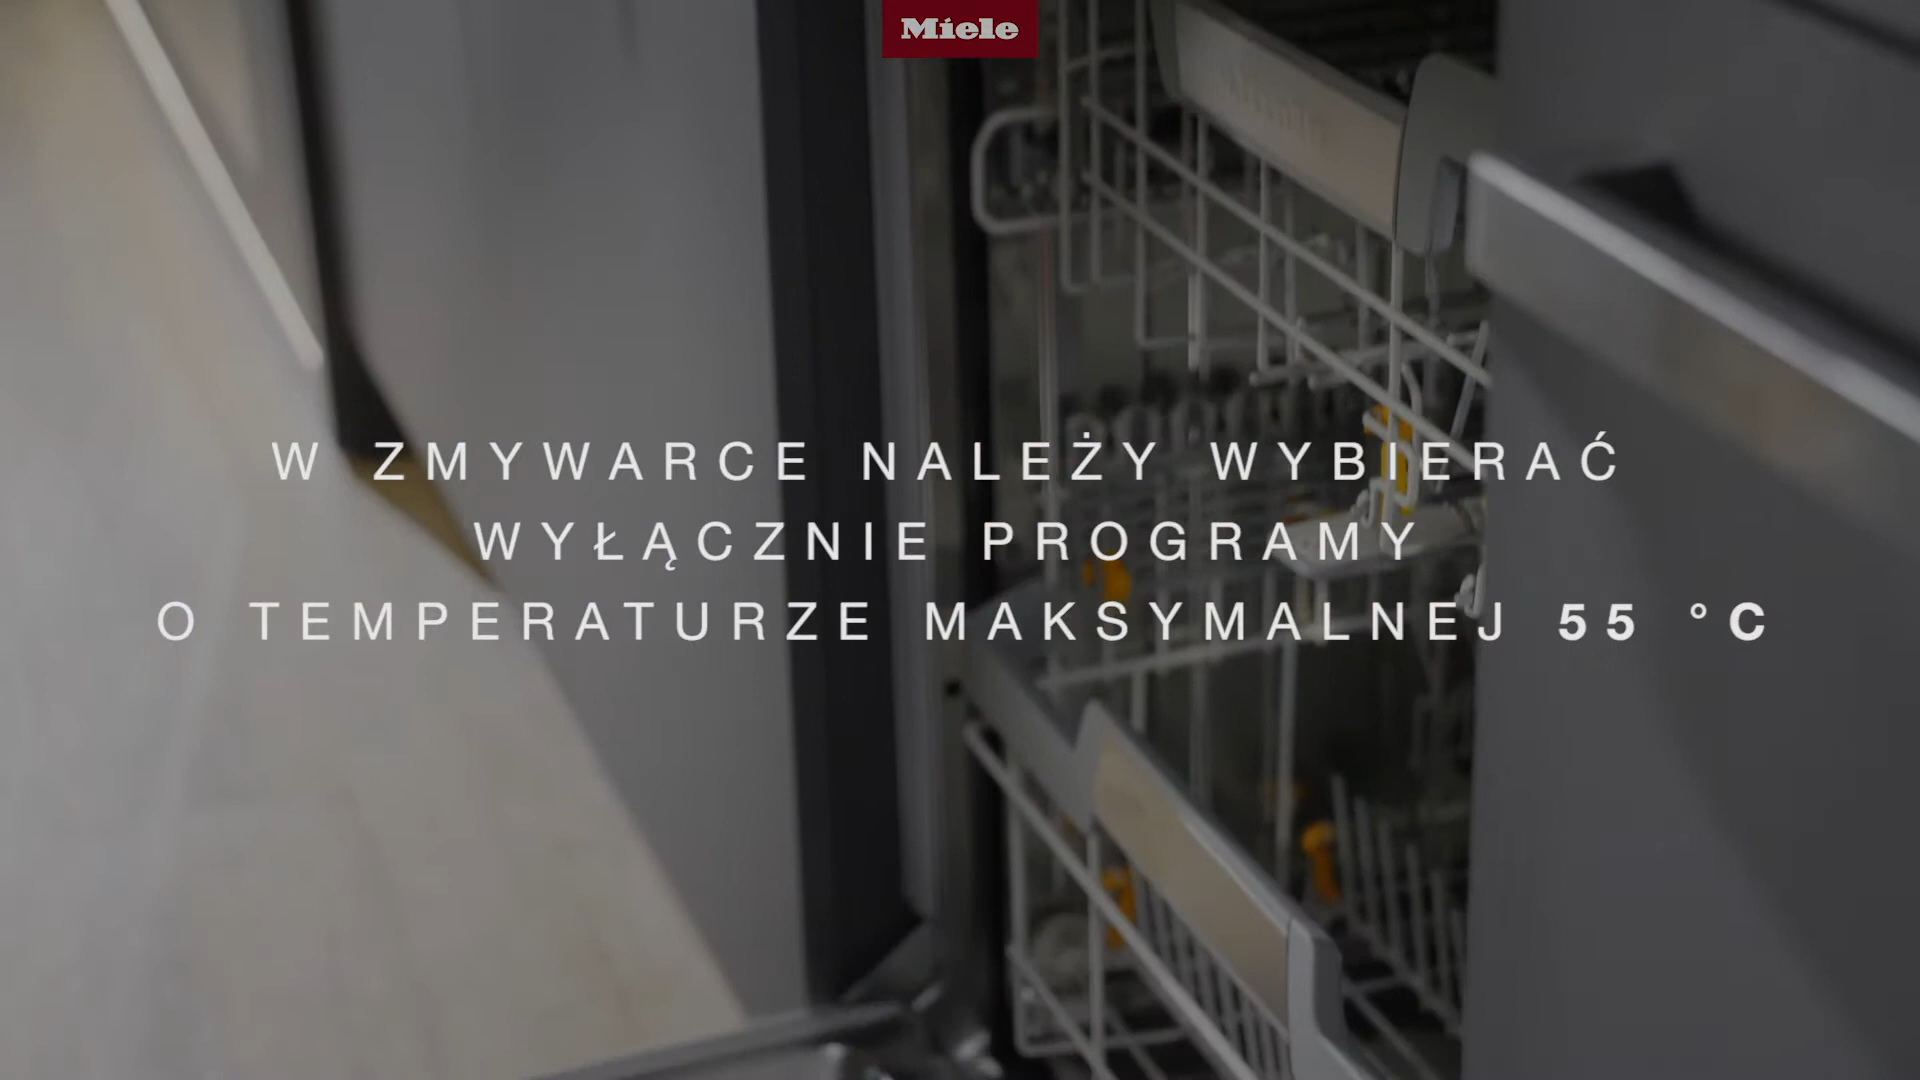 Miele
W ZMYWARCE NALEŻY WYBIERAĆ
WYŁĄCZNIE PROGRAMY
O TEMPERATURZE MAKSYMALNEJ 55 °C